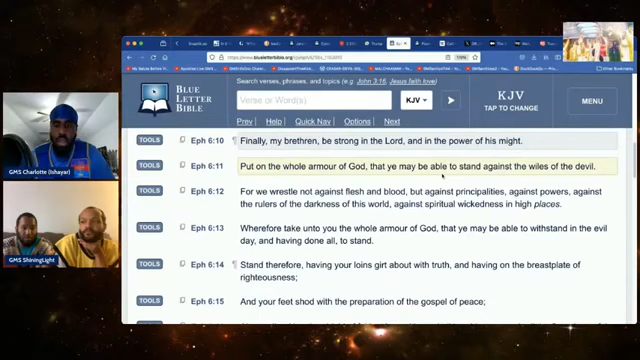 https://www.blueletterbible.org
BLUE
LETTER
BIBLE
Search verses, phrases, and topics (e.g. John 3:16, Jesus faith love)
Verse or Word(s)
KJV
Prev | Help | Quick Nav | Options | Next
KJV
TAP TO CHANGE
MENU
TOOLS Eph 6:10 ¶ Finally, my brethren, be strong in the Lord, and in the power of his might.
TOOLS Eph 6:11 Put on the whole armour of God, that ye may be able to stand against the wiles of the devil.
TOOLS Eph 6:12 For we wrestle not against flesh and blood, but against principalities, against powers, against
the rulers of the darkness of this world, against spiritual wickedness in high places.
TOOLS Eph 6:13 Wherefore take unto you the whole armour of God, that ye may be able to withstand in the evil
day, and having done all, to stand.
TOOLS Eph 6:14 ¶ Stand therefore, having your loins girt about with truth, and having on the breastplate of
righteousness;
TOOLS Eph 6:15 And your feet shod with the preparation of the gospel of peace;
GMS Charlotte (Ishayar)
GMS ShiningLight